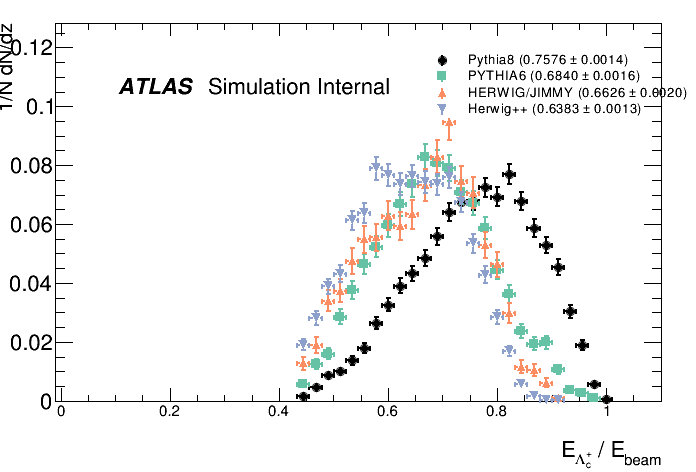 1/N dN/dz
0.12
0.1
0.08
0.06
0.04
0.02
0
ATLAS Simulation Internal
Pythia8 (0.7576 ± 0.0014)
PYTHIA6 (0.6840 ± 0.0016)
HERWIG/JIMMY (0.6626 ± 0.0020)
Herwig++ (0.6383 ± 0.0013)
0 0.2 0.4 0.6 0.8 1
E_{Λ_c^+} / E_{beam}